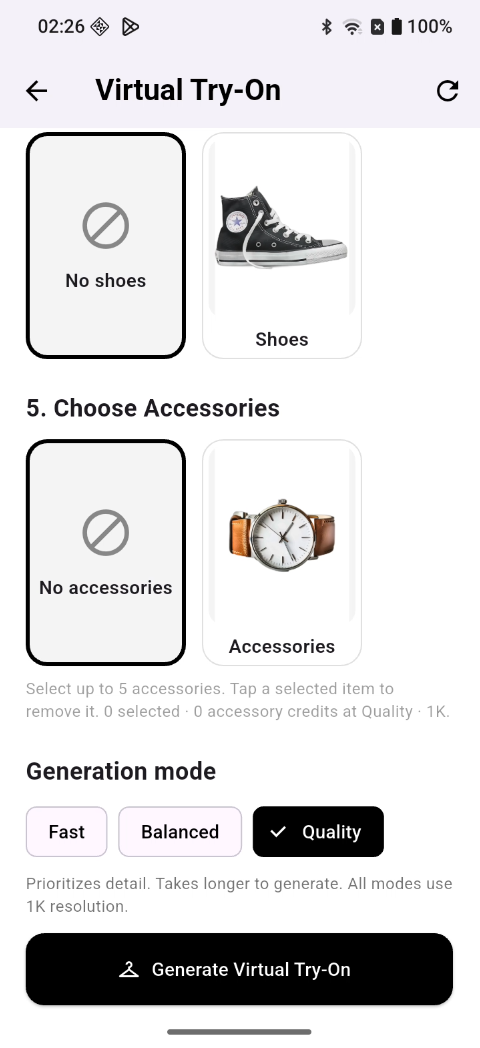 02:26
100%
Virtual Try-On
No shoes
Shoes
5. Choose Accessories
No accessories
Accessories
Select up to 5 accessories. Tap a selected item to
remove it. 0 selected · 0 accessory credits at Quality · 1K.
Generation mode
Fast
Balanced
Quality
Prioritizes detail. Takes longer to generate. All modes use
1K resolution.
Generate Virtual Try-On